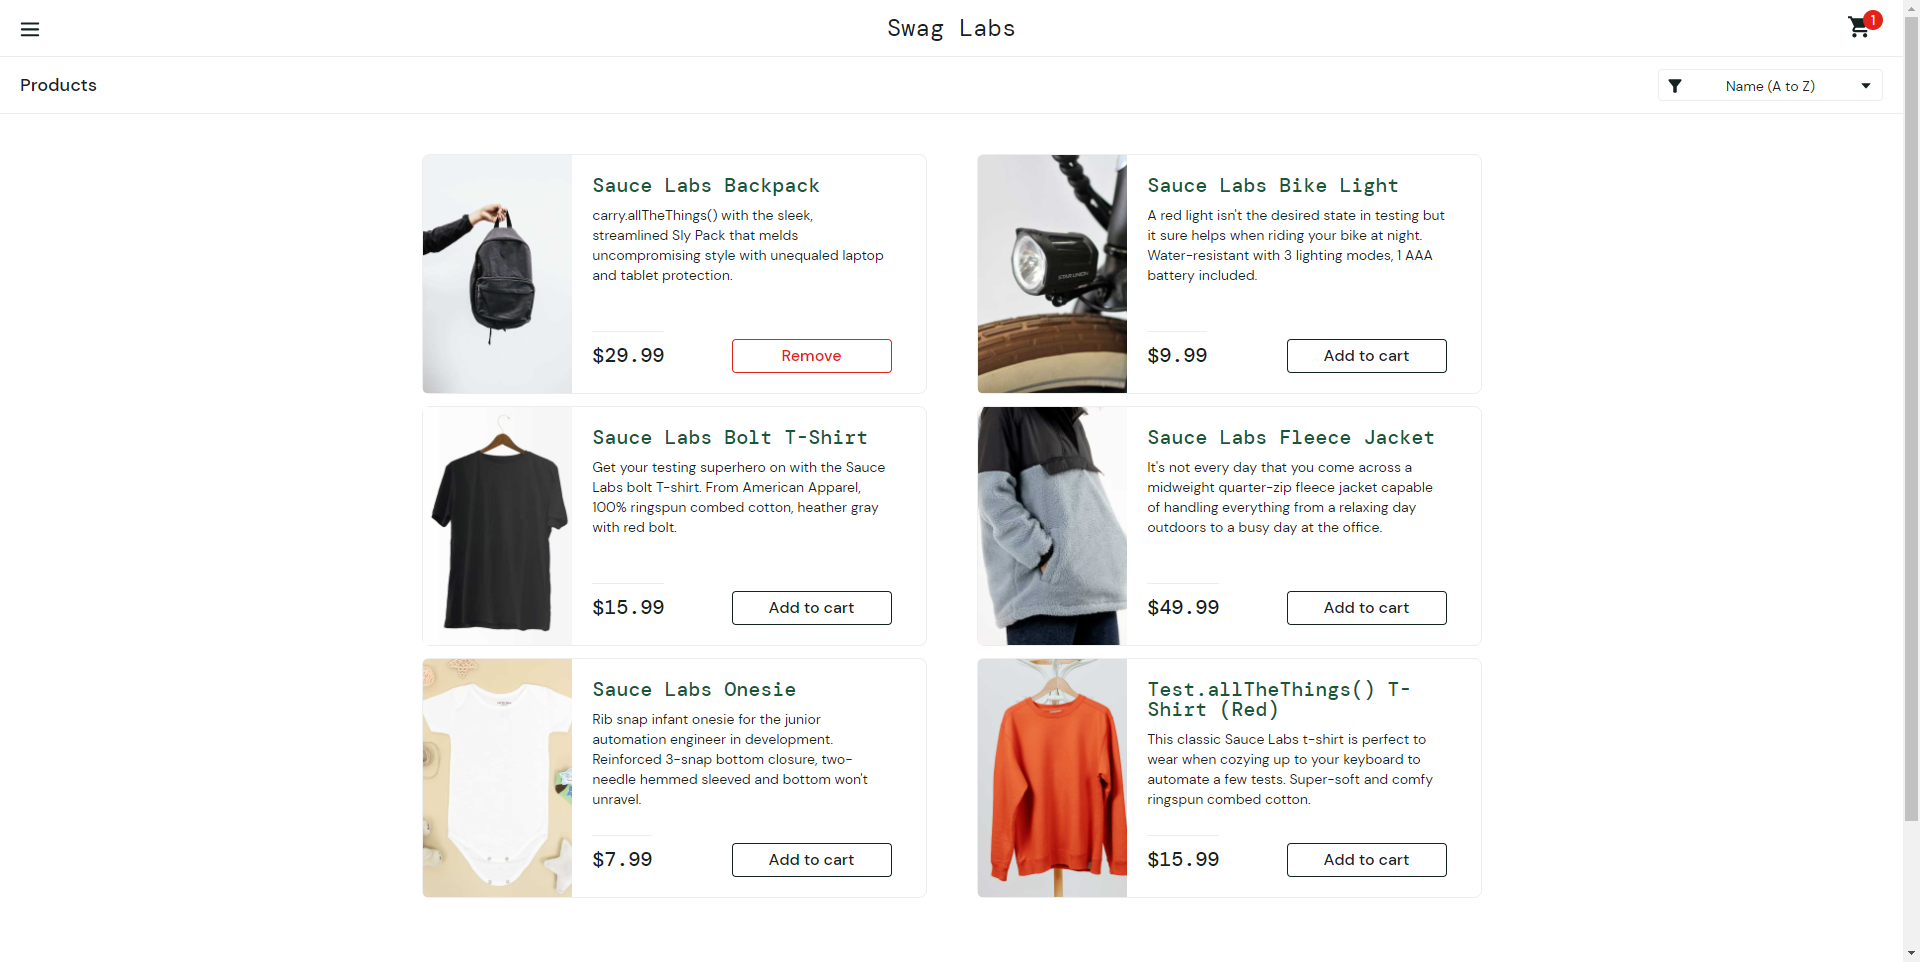 Swag Labs
1
Products
Name (A to Z)
Sauce Labs Backpack
carry.allTheThings() with the sleek,
streamlined Sly Pack that melds
uncompromising style with unequaled laptop
and tablet protection.
$29.99
Remove
Sauce Labs Bike Light
A red light isn't the desired state in testing but
it sure helps when riding your bike at night.
Water-resistant with 3 lighting modes, 1 AAA
battery included.
STAR UNION
$9.99
Add to cart
Sauce Labs Bolt T-Shirt
Get your testing superhero on with the Sauce
Labs bolt T-shirt. From American Apparel,
100% ringspun combed cotton, heather gray
with red bolt.
$15.99
Add to cart
Sauce Labs Fleece Jacket
It's not every day that you come across a
midweight quarter-zip fleece jacket capable
of handling everything from a relaxing day
outdoors to a busy day at the office.
$49.99
Add to cart
Sauce Labs Onesie
Rib snap infant onesie for the junior
automation engineer in development.
Reinforced 3-snap bottom closure, two-
needle hemmed sleeved and bottom won't
unravel.
$7.99
Add to cart
Test.allTheThings() T-
Shirt (Red)
This classic Sauce Labs t-shirt is perfect to
wear when cozying up to your keyboard to
automate a few tests. Super-soft and comfy
ringspun combed cotton.
$15.99
Add to cart